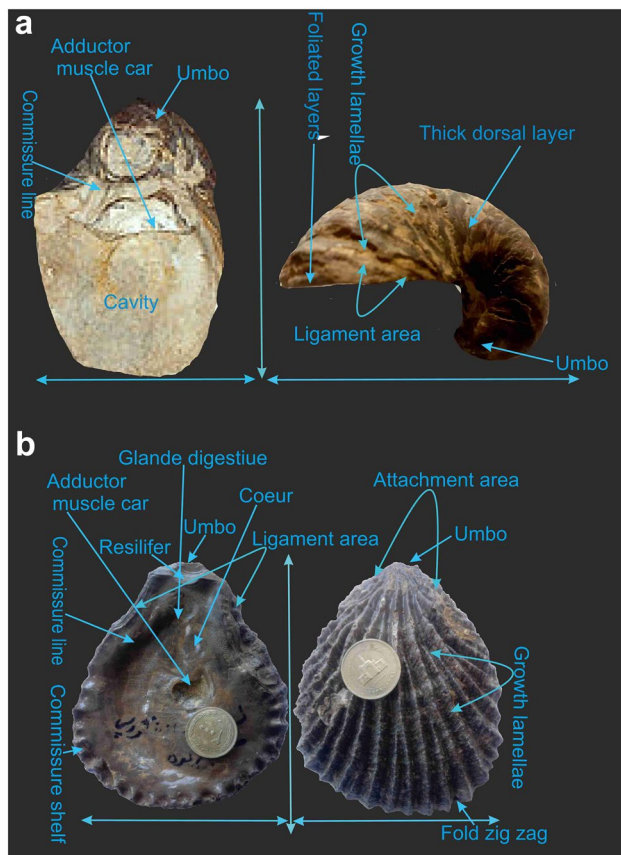 a
Adductor
muscle car
Umbo
Commissure line
Cavity
Foliated layers
Growth lamellae
Thick dorsal layer
Ligament area
Umbo
b
Glande digestiue
Adductor
muscle car
Coeur
Umbo
Ligament area
Resilifer
Commissure line
Commissure shelf
Attachment area
Umbo
Growth lamellae
Fold zig zag